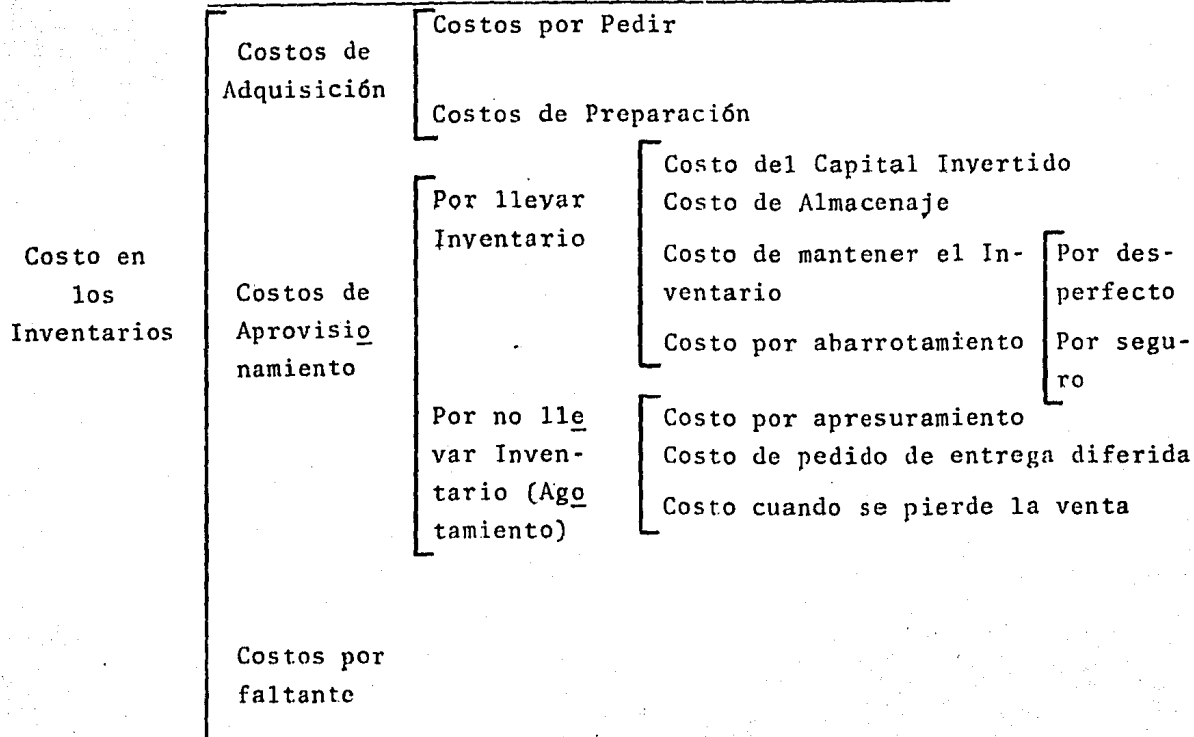 Costo en
los
Inventarios
Costos de
Adquisición
Costos por Pedir
Costos de Preparación
Costos de
Aprovisio
namiento
Por llevar
Inventario
Costo del Capital Invertido
Costo de Almacenaje
Costo de mantener el In-
ventario
Costo por abarrotamiento
Por des-
perfecto
Por segu-
ro
Por no lle
var Inven-
tario (Ago
tamiento)
Costo por apresuramiento
Costo de pedido de entrega diferida
Costo cuando se pierde la venta
Costos por
faltante